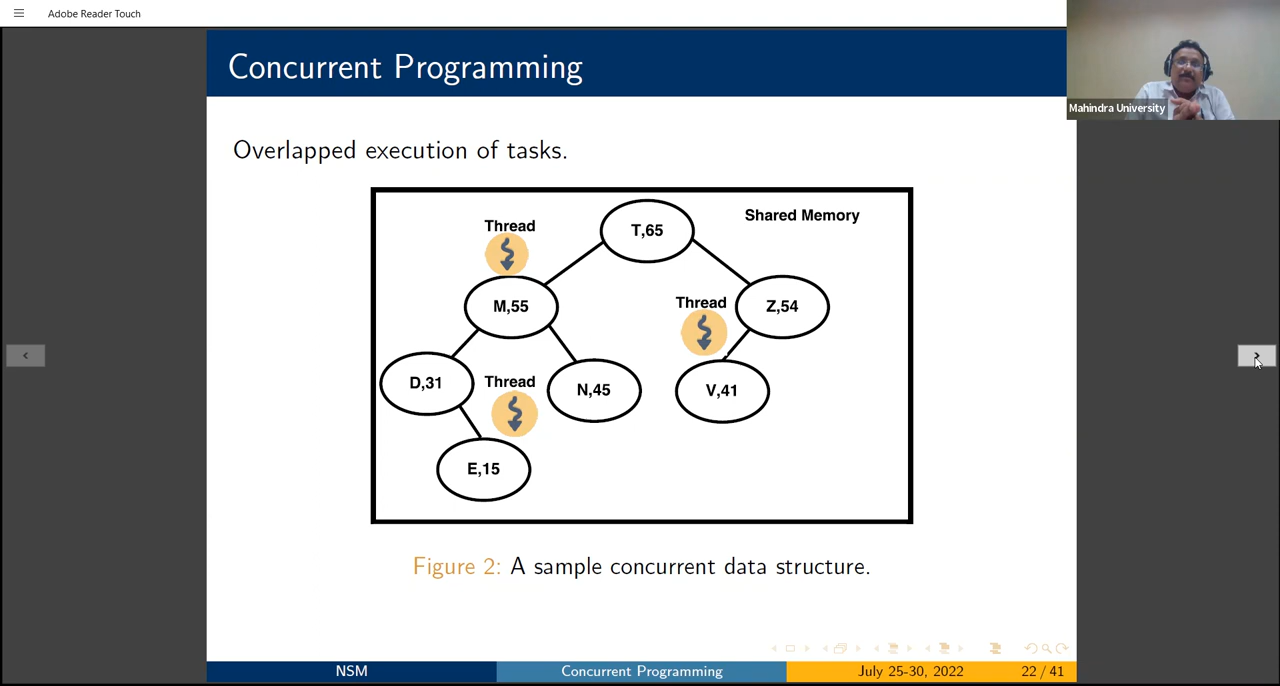 Adobe Reader Touch
Concurrent Programming
Mahindra University
Overlapped execution of tasks.
Thread
T,65
Shared Memory
M,55
Thread
Z,54
D,31
Thread
N,45
V,41
E,15
Figure 2: A sample concurrent data structure.
NSM
Concurrent Programming
July 25-30, 2022
22 / 41